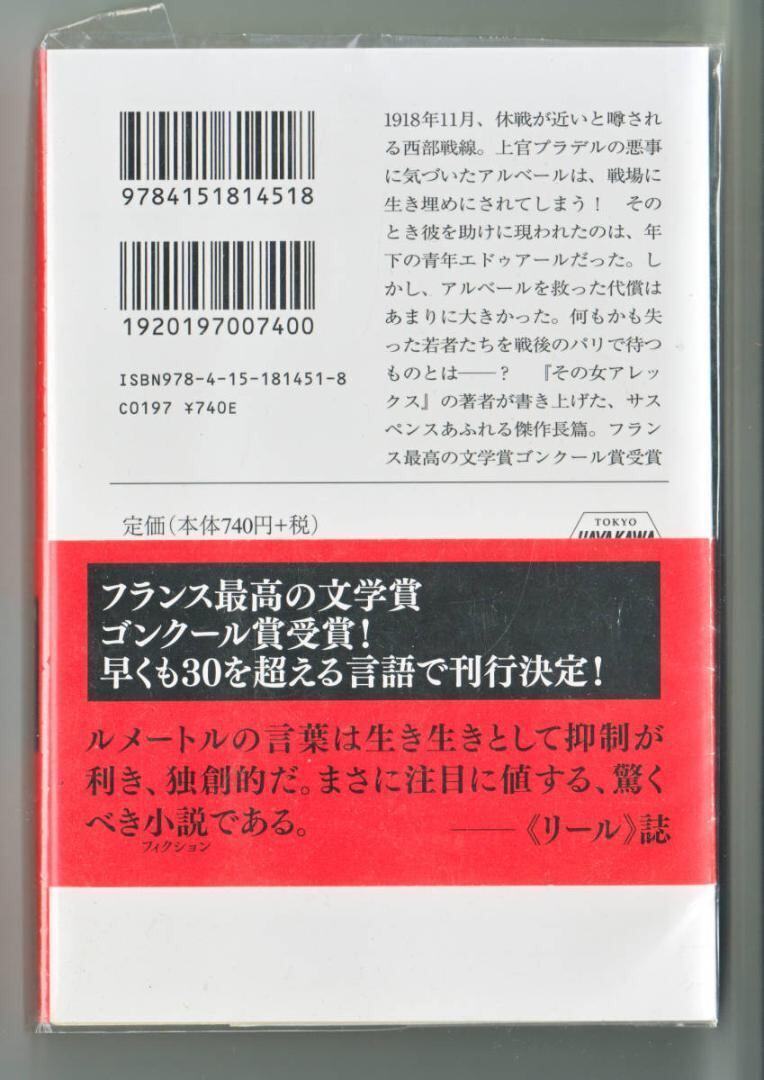 9784151814518
1920197007400
ISBN978-4-15-181451-8
C0197 ¥740E
定価(本体740円+税)
1918年11月、休戦が近いと噂され
る西部戦線。上官プラデルの悪事
に気づいたアルベールは、戦場に
生き埋めにされてしまう！　その
とき彼を助けに現われたのは、年
下の青年エドゥアールだった。し
かし、アルベールを救った代償は
あまりに大きかった。何もかも失
った若者たちを戦後のパリで待つ
ものとは——？　『その女アレッ
クス』の著者が書き上げた、サス
ペンスあふれる傑作長篇。フラン
ス最高の文学賞ゴンクール賞受賞
TOKYO
HAYAKAWA
フランス最高の文学賞
ゴンクール賞受賞！
早くも30を超える言語で刊行決定！
ルメートルの言葉は生き生きとして抑制が
利き、独創的だ。まさに注目に値する、驚く
べき小説である。
フィクション
——《リール》誌